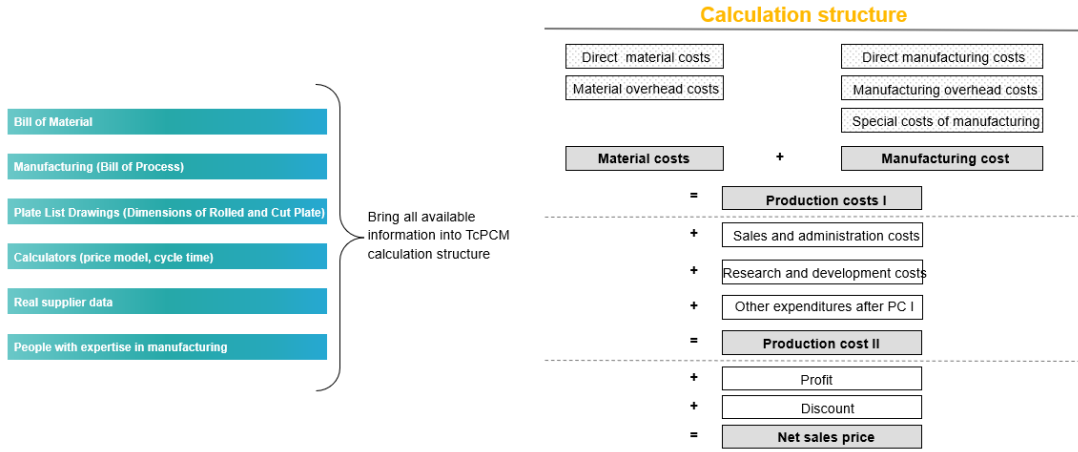 Bill of Material
Manufacturing (Bill of Process)
Plate List Drawings (Dimensions of Rolled and Cut Plate)
Calculators (price model, cycle time)
Real supplier data
People with expertise in manufacturing
Bring all available
information into TcPCM
calculation structure
Calculation structure
Direct material costs
Direct manufacturing costs
Material overhead costs
Manufacturing overhead costs
Special costs of manufacturing
Material costs + Manufacturing cost
= Production costs I
+ Sales and administration costs
+ Research and development costs
+ Other expenditures after PC I
= Production cost II
+ Profit
+ Discount
= Net sales price